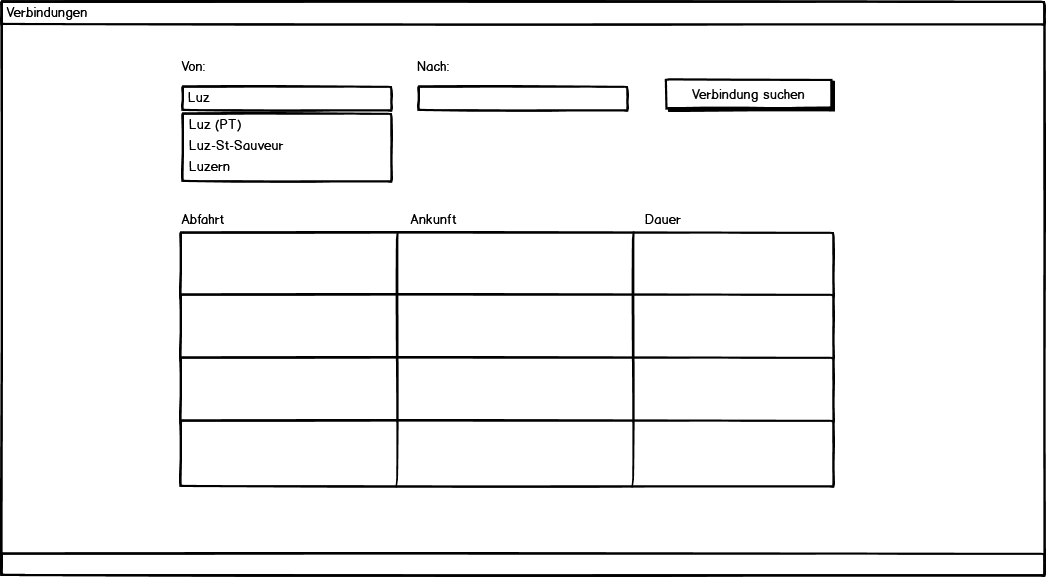 Verbindungen
Von:
Nach:
Luz
Verbindung suchen
Luz (PT)
Luz-St-Sauveur
Luzern
Abfahrt
Ankunft
Dauer